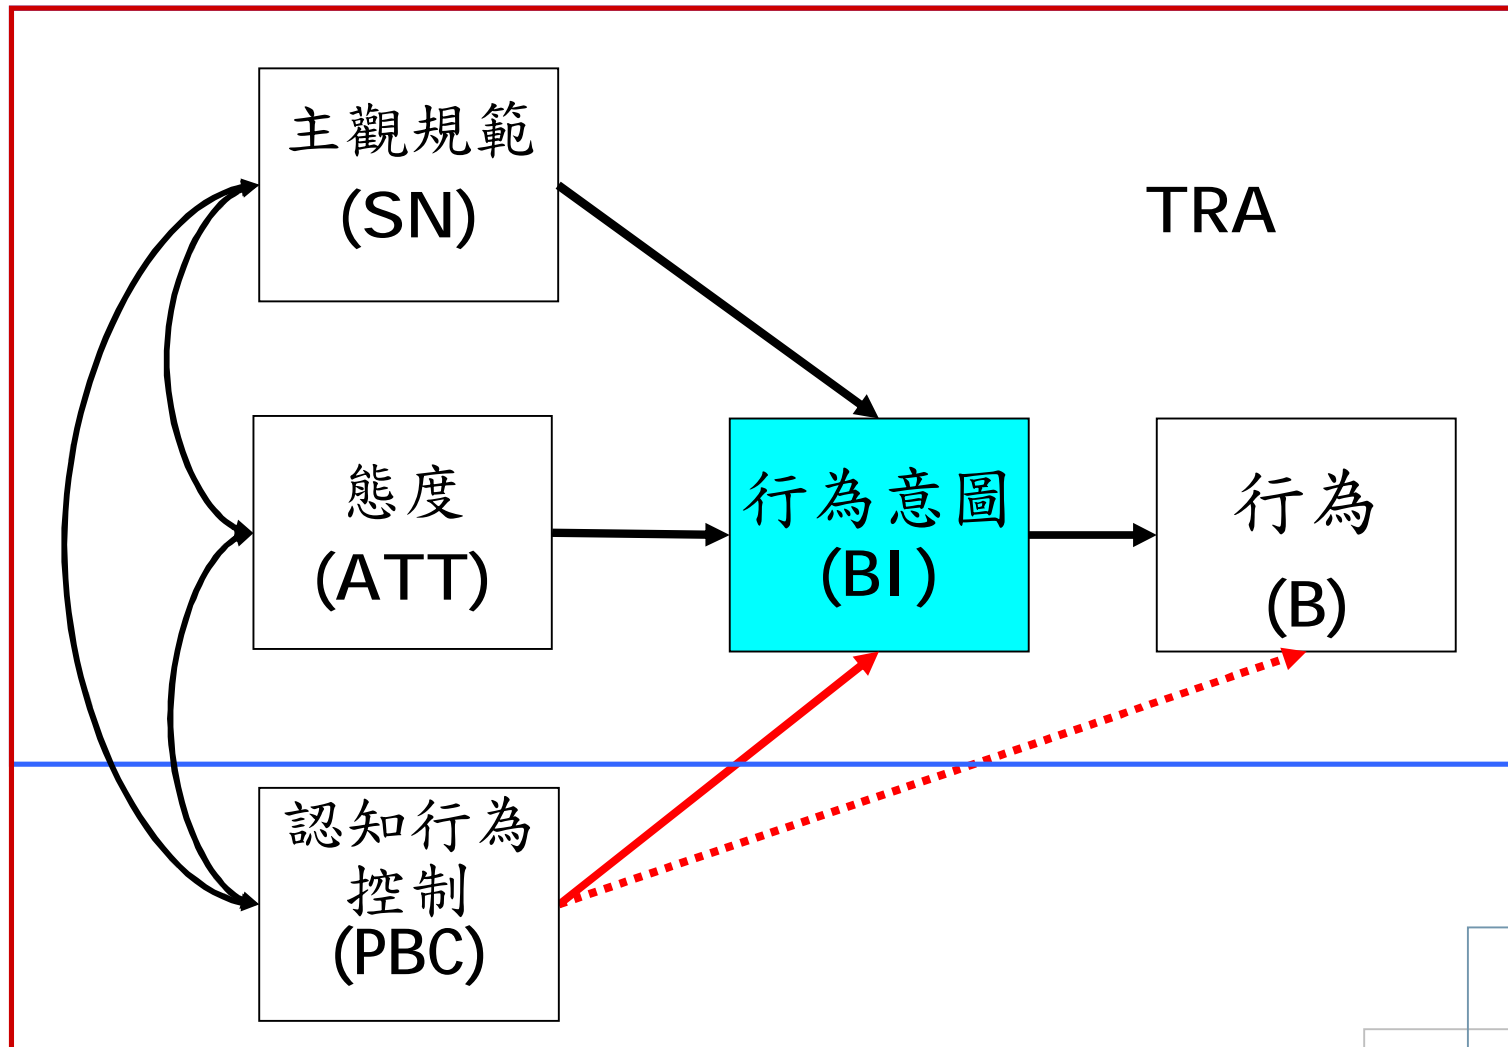 主觀規範
(SN)
TRA
態度
(ATT)
行為意圖
(BI)
行為
(B)
認知行為
控制
(PBC)